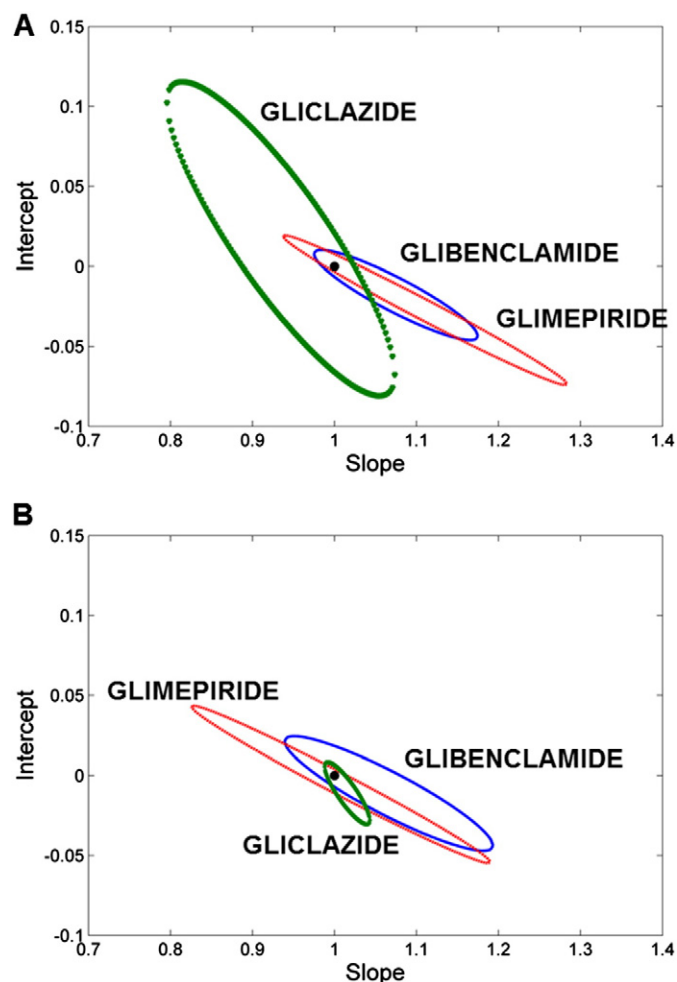 A
0.15
GLICLAZIDE
0.1
0.05
GLIBENCLAMIDE
Intercept
0
GLIMEPIRIDE
-0.05
-0.1
0.7 0.8 0.9 1 1.1 1.2 1.3 1.4
Slope
B
0.15
0.1
0.05
GLIMEPIRIDE
GLIBENCLAMIDE
Intercept
0
GLICLAZIDE
-0.05
-0.1
0.7 0.8 0.9 1 1.1 1.2 1.3 1.4
Slope